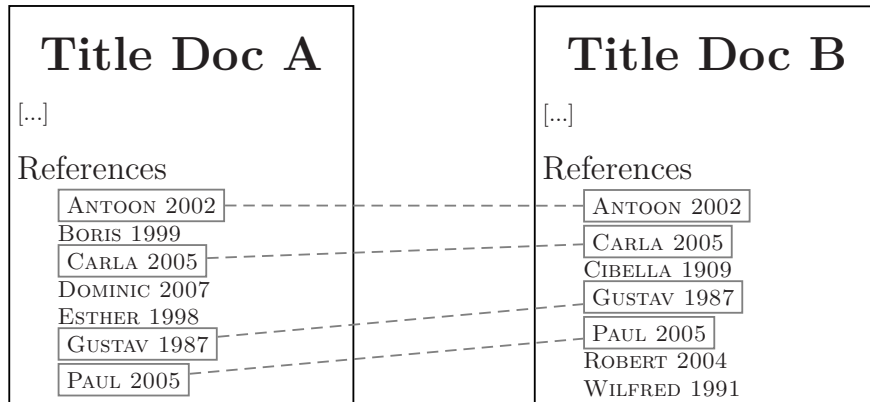 Title Doc A
[...]
References
Antoon 2002
Boris 1999
Carla 2005
Dominic 2007
Esther 1998
Gustav 1987
Paul 2005
Title Doc B
[...]
References
Antoon 2002
Carla 2005
Cibella 1909
Gustav 1987
Paul 2005
Robert 2004
Wilfred 1991